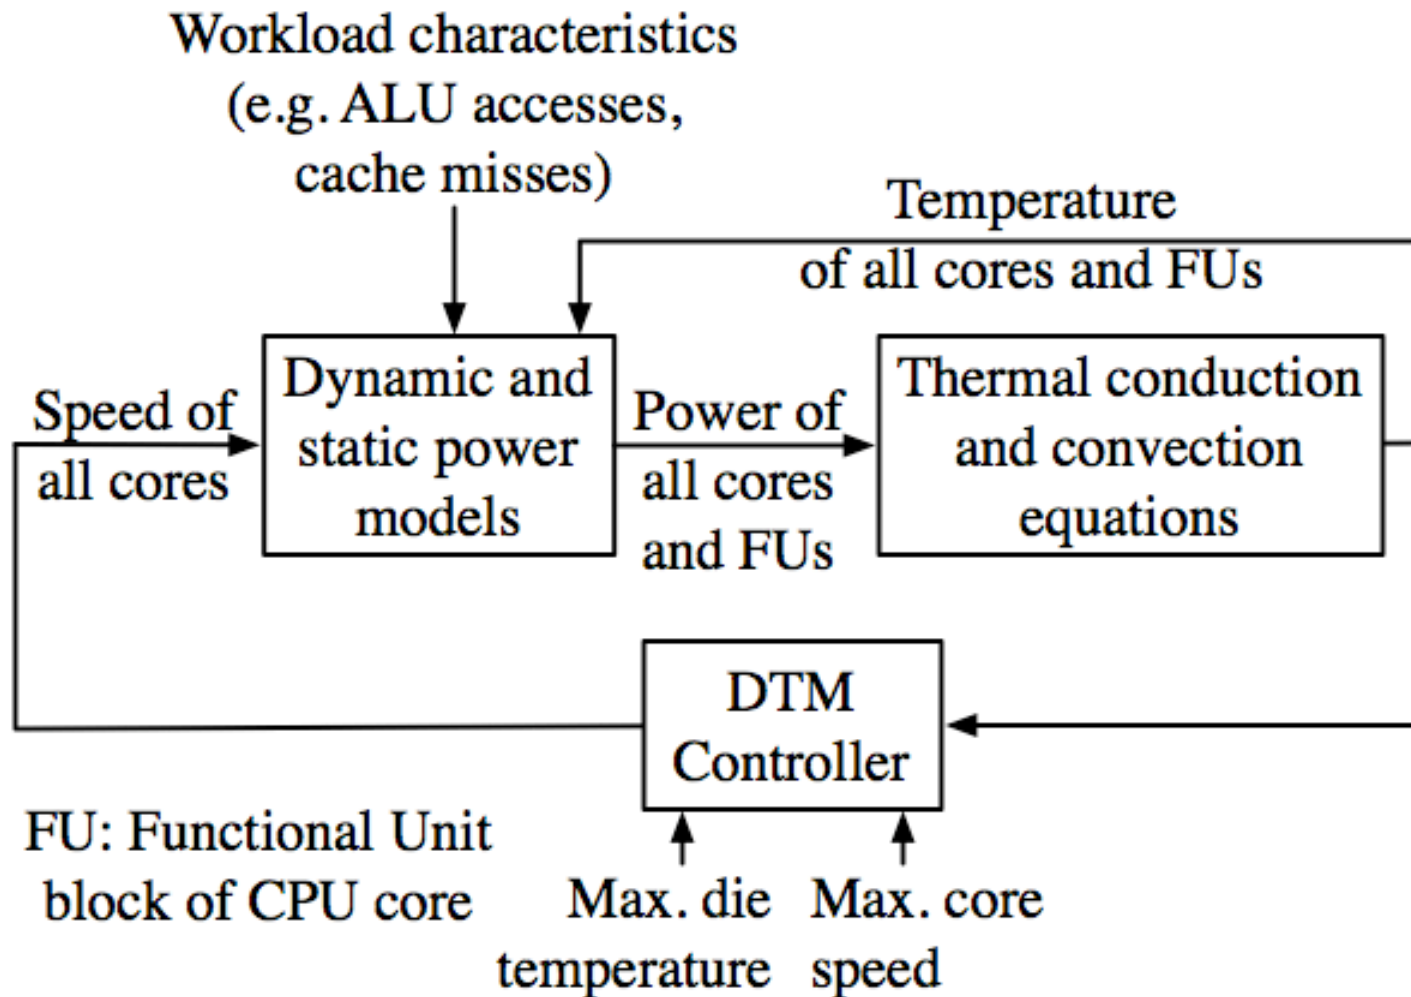 Workload characteristics
(e.g. ALU accesses,
cache misses)
Temperature
of all cores and FUs
Speed of
all cores
Dynamic and
static power
models
Power of
all cores
and FUs
Thermal conduction
and convection
equations
DTM
Controller
FU: Functional Unit
block of CPU core
Max. die
temperature
Max. core
speed